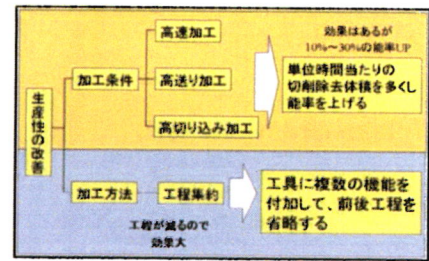 生産性の改善
加工条件
高速加工
高送り加工
高切り込み加工
効果はあるが
10%～30%の能率UP
単位時間当たりの
切削除去体積を多くし
能率を上げる
加工方法
工程集約
工程が減るので
効果大
工具に複数の機能を
付加して、前後工程を
省略する